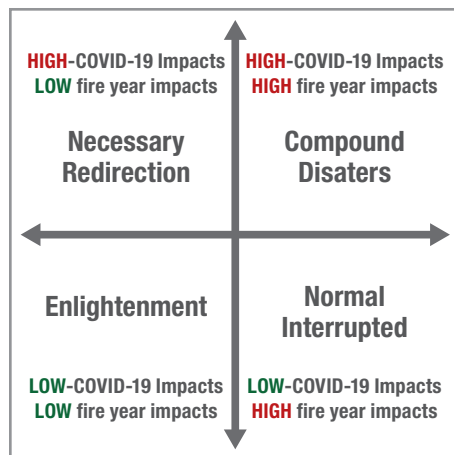 HIGH-COVID-19 Impacts
LOW fire year impacts
Necessary
Redirection
HIGH-COVID-19 Impacts
HIGH fire year impacts
Compound
Disaters
Enlightenment
LOW-COVID-19 Impacts
LOW fire year impacts
Normal
Interrupted
LOW-COVID-19 Impacts
HIGH fire year impacts